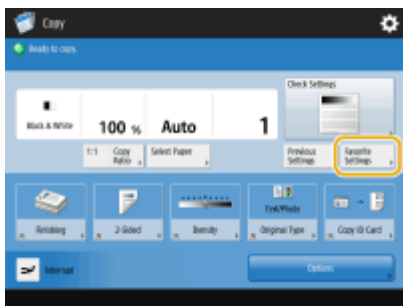 Copy
Ready to copy.
Check Settings
Black & White
100 %
Auto
1
1:1
Copy
Ratio
Select Paper
Previous
Settings
Favorite
Settings
Finishing
2-Sided
Density
Text/Photo
Original Type
Copy ID Card
Interrupt
Options